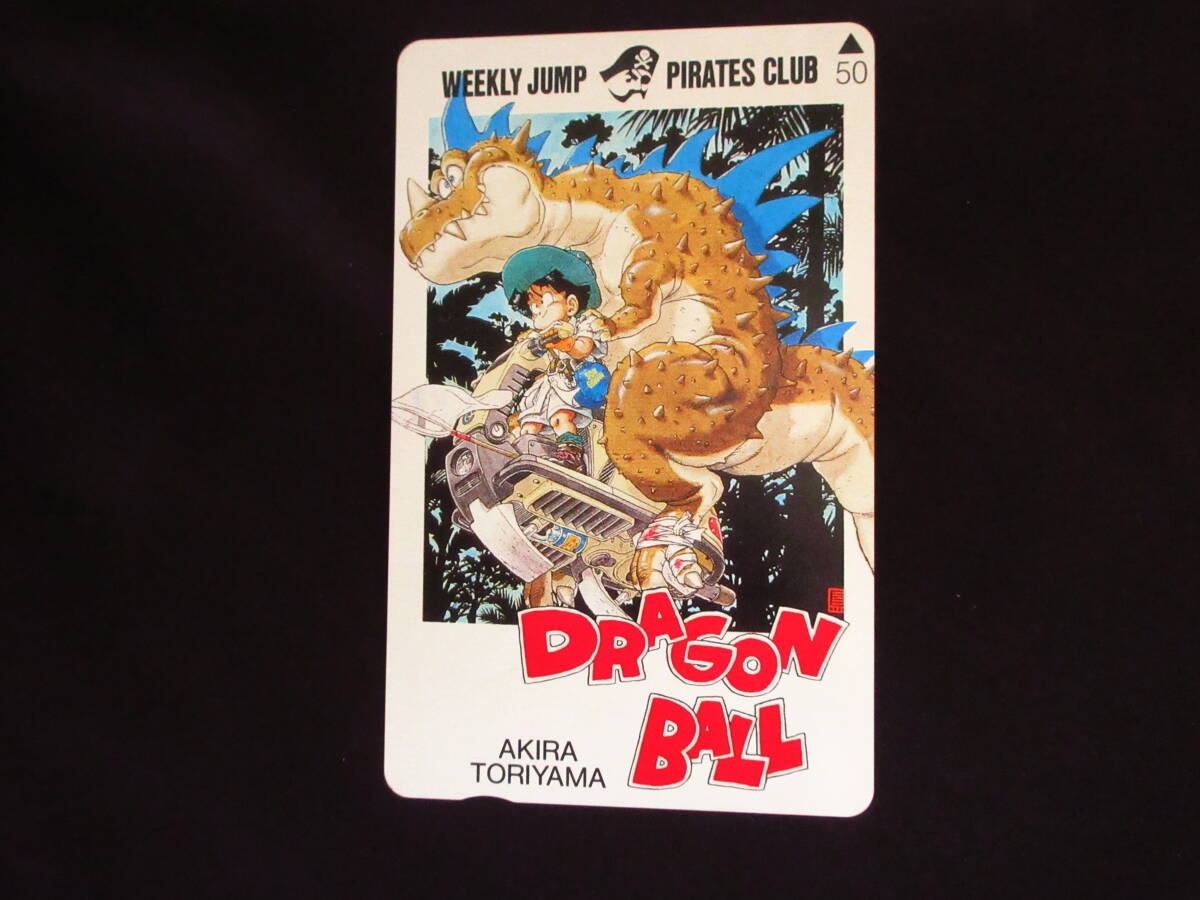 WEEKLY JUMP PIRATES CLUB
50
DRAGON
BALL
AKIRA
TORIYAMA